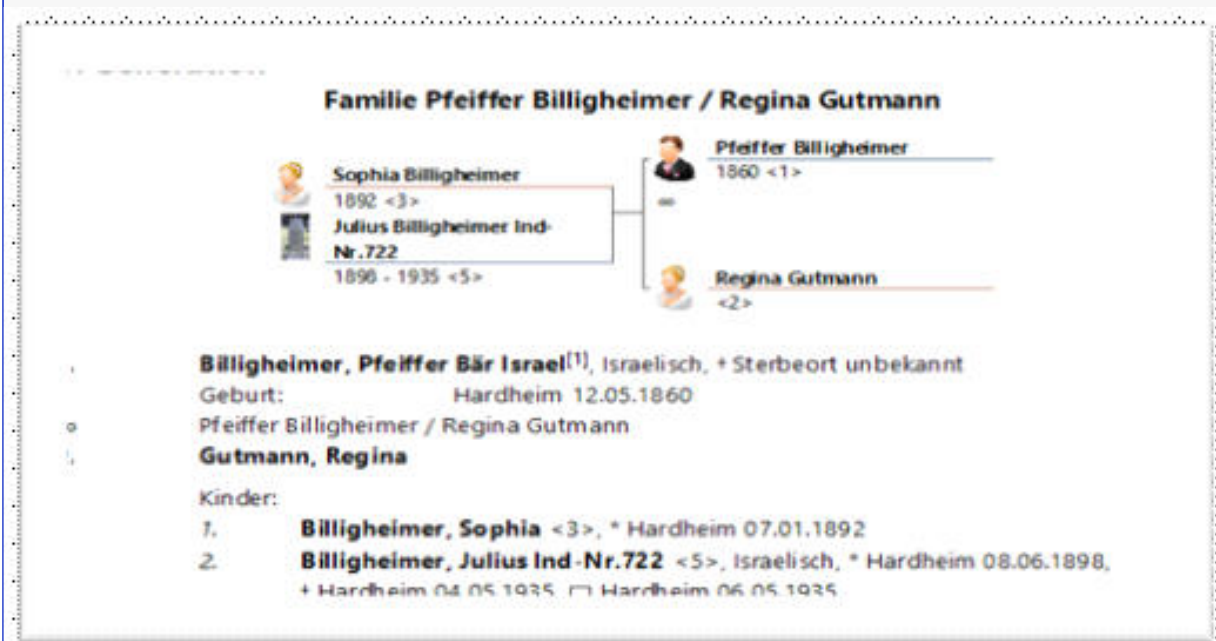 Familie Pfeiffer Billigheimer / Regina Gutmann
Sophia Billigheimer
1892 <3>
Julius Billigheimer Ind-
Nr.722
1898 - 1935 <5>
Pfeiffer Billigheimer
1860 <1>
∞
Regina Gutmann
<2>
Billigheimer, Pfeiffer Bär Israel[1], Israelisch, + Sterbeort unbekannt
Geburt: Hardheim 12.05.1860
Pfeiffer Billigheimer / Regina Gutmann
Gutmann, Regina
Kinder:
1. Billigheimer, Sophia <3>, * Hardheim 07.01.1892
2. Billigheimer, Julius Ind-Nr.722 <5>, Israelisch, * Hardheim 08.06.1898,
+ Hardheim 04.05.1935, □ Hardheim 06.05.1935